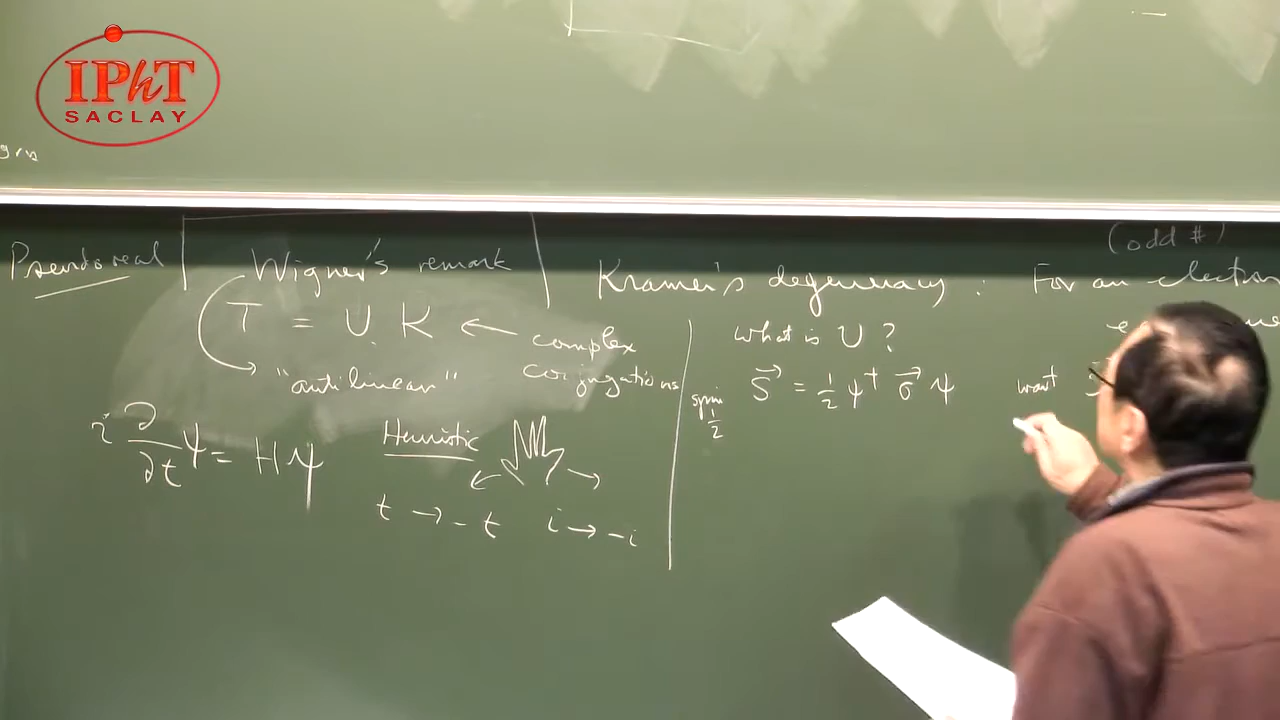 IPhT
SACLAY
(odd #)
Pseudoreal
Wigner's remark
T = U K ← complex conjugations
"antilinear"
i ∂/∂t ψ = H ψ
Heuristic
t → - t i → - i
Kramer's degeneracy : For an electron
What is U ?
spin 1/2
S⃗ = 1/2 ψ† σ⃗ ψ want